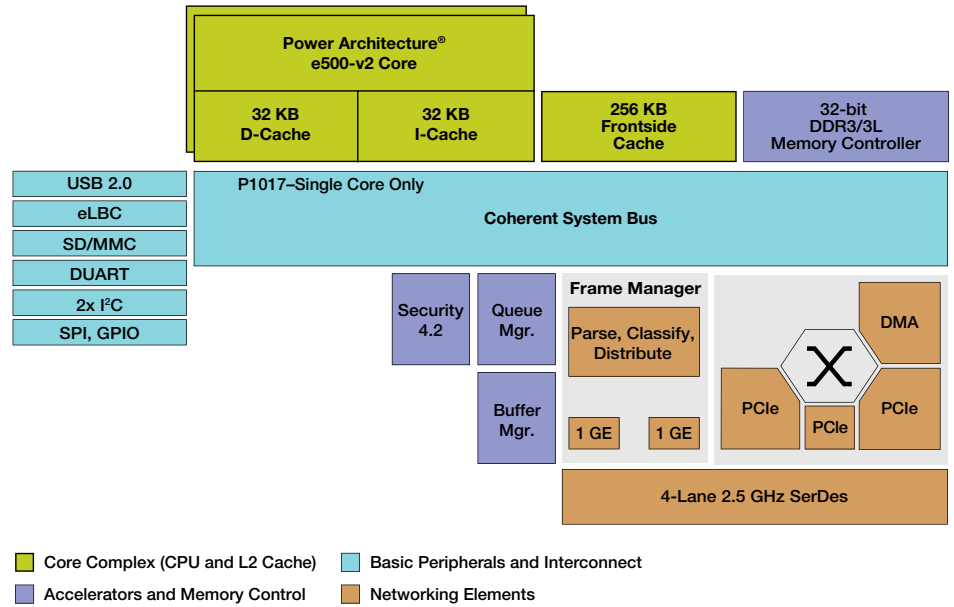 Power Architecture®
e500-v2 Core
32 KB
D-Cache
32 KB
I-Cache
256 KB
Frontside
Cache
32-bit
DDR3/3L
Memory Controller
USB 2.0
eLBC
SD/MMC
DUART
2x I²C
SPI, GPIO
P1017–Single Core Only
Coherent System Bus
Security
4.2
Queue
Mgr.
Buffer
Mgr.
Frame Manager
Parse, Classify,
Distribute
1 GE
1 GE
DMA
PCIe
PCIe
PCIe
4-Lane 2.5 GHz SerDes
Core Complex (CPU and L2 Cache)
Basic Peripherals and Interconnect
Accelerators and Memory Control
Networking Elements